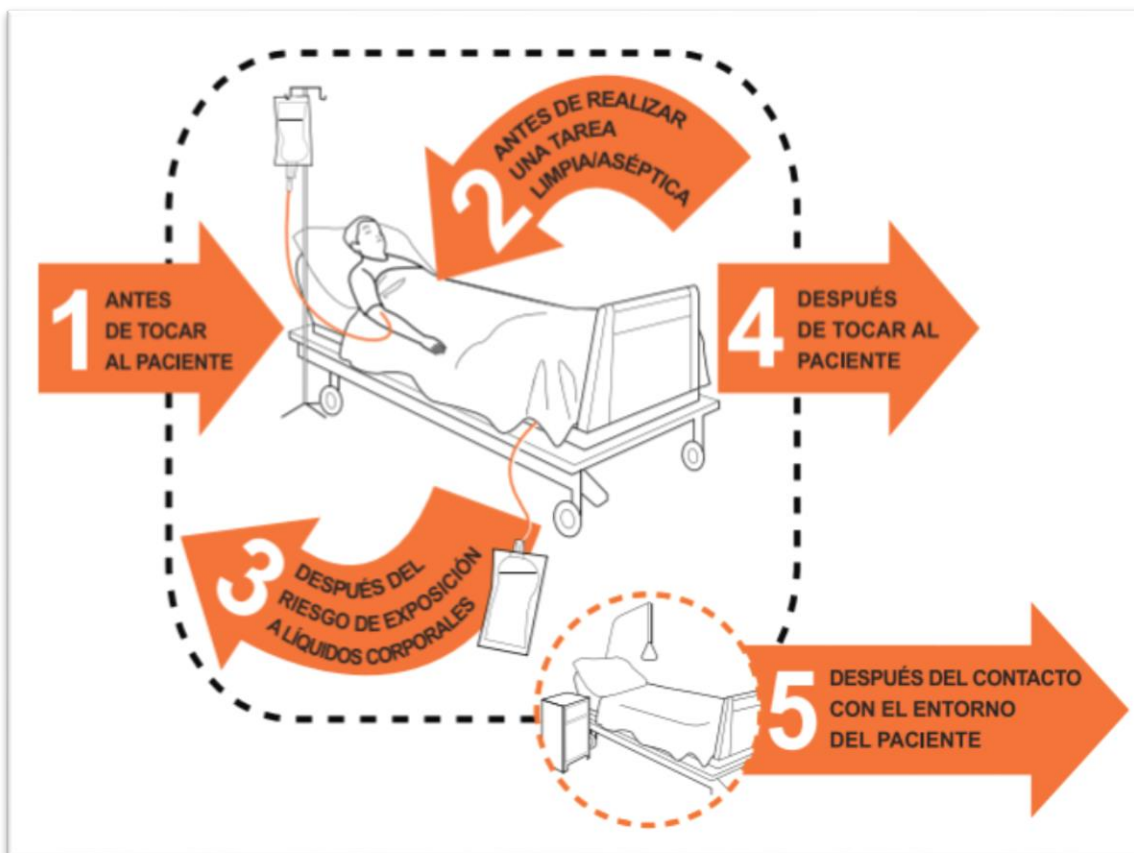 1
ANTES
DE TOCAR
AL PACIENTE
2
ANTES DE REALIZAR
UNA TAREA
LIMPIA/ASÉPTICA
3
DESPUÉS DEL
RIESGO DE EXPOSICIÓN
A LÍQUIDOS CORPORALES
4
DESPUÉS
DE TOCAR AL
PACIENTE
5
DESPUÉS DEL CONTACTO
CON EL ENTORNO
DEL PACIENTE